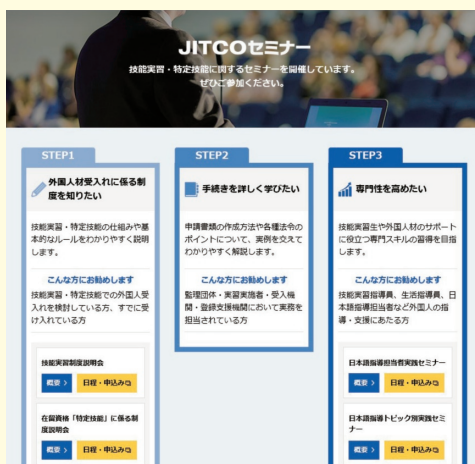 JITCOセミナー
技能実習・特定技能に関するセミナーを開催しています。
ぜひご参加ください。
STEP1
外国人材受入れに係る制
度を知りたい
技能実習・特定技能の仕組みや基
本的なルールをわかりやすく説明
します。
こんな方にお勧めします
技能実習・特定技能での外国人受
入れを検討している方、すでに受
け入れている方
技能実習制度説明会
概要 >
日程・申込み
在留資格「特定技能」に係る制
度説明会
概要 >
日程・申込み
STEP2
手続きを詳しく学びたい
申請書類の作成方法や各種法令の
ポイントについて、実例を交えて
わかりやすく解説します。
こんな方にお勧めします
監理団体・実習実施者・受入機
関・登録支援機関において実務を
担当されている方
STEP3
専門性を高めたい
技能実習生や外国人材のサポート
に役立つ専門スキルの習得を目指
します。
こんな方にお勧めします
技能実習指導員、生活指導員、日
本語指導担当者など外国人の指
導・支援にあたる方
日本語指導担当者実践セミナー
概要 >
日程・申込み
日本語指導トピック別実践セミ
ナー
概要 >
日程・申込み